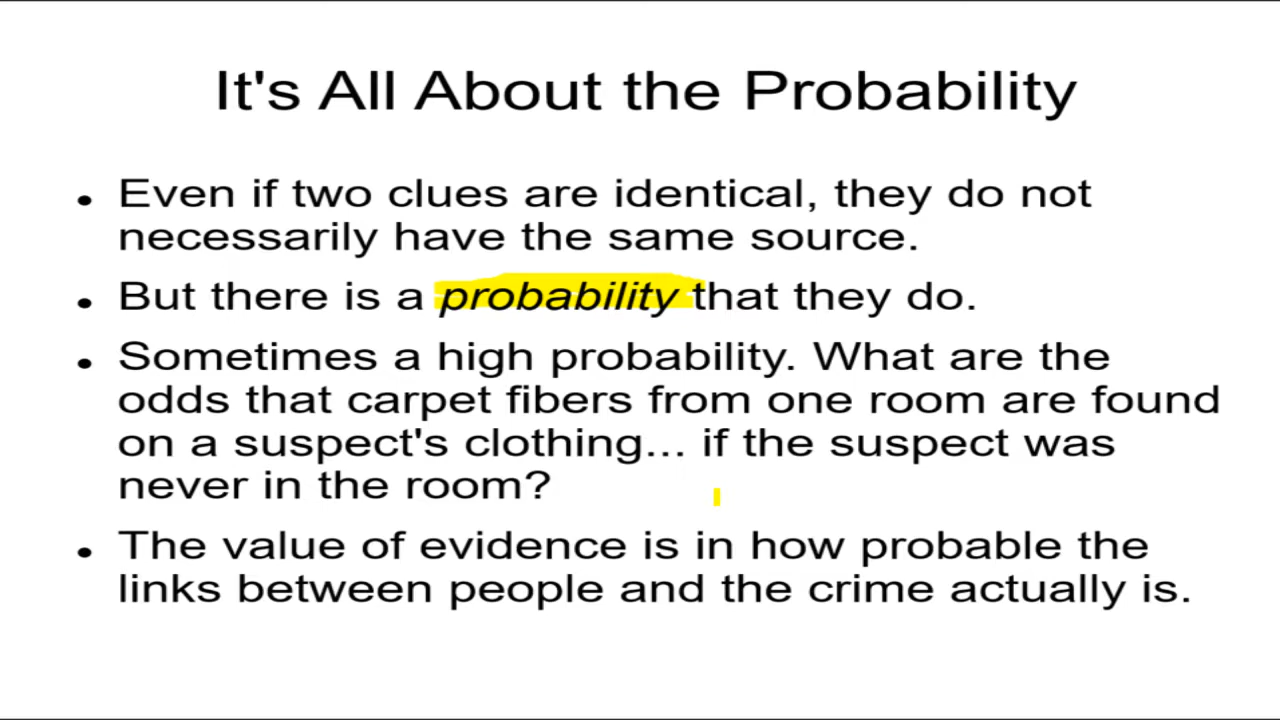 It's All About the Probability
• Even if two clues are identical, they do not
necessarily have the same source.
• But there is a probability that they do.
• Sometimes a high probability. What are the
odds that carpet fibers from one room are found
on a suspect's clothing... if the suspect was
never in the room?
• The value of evidence is in how probable the
links between people and the crime actually is.